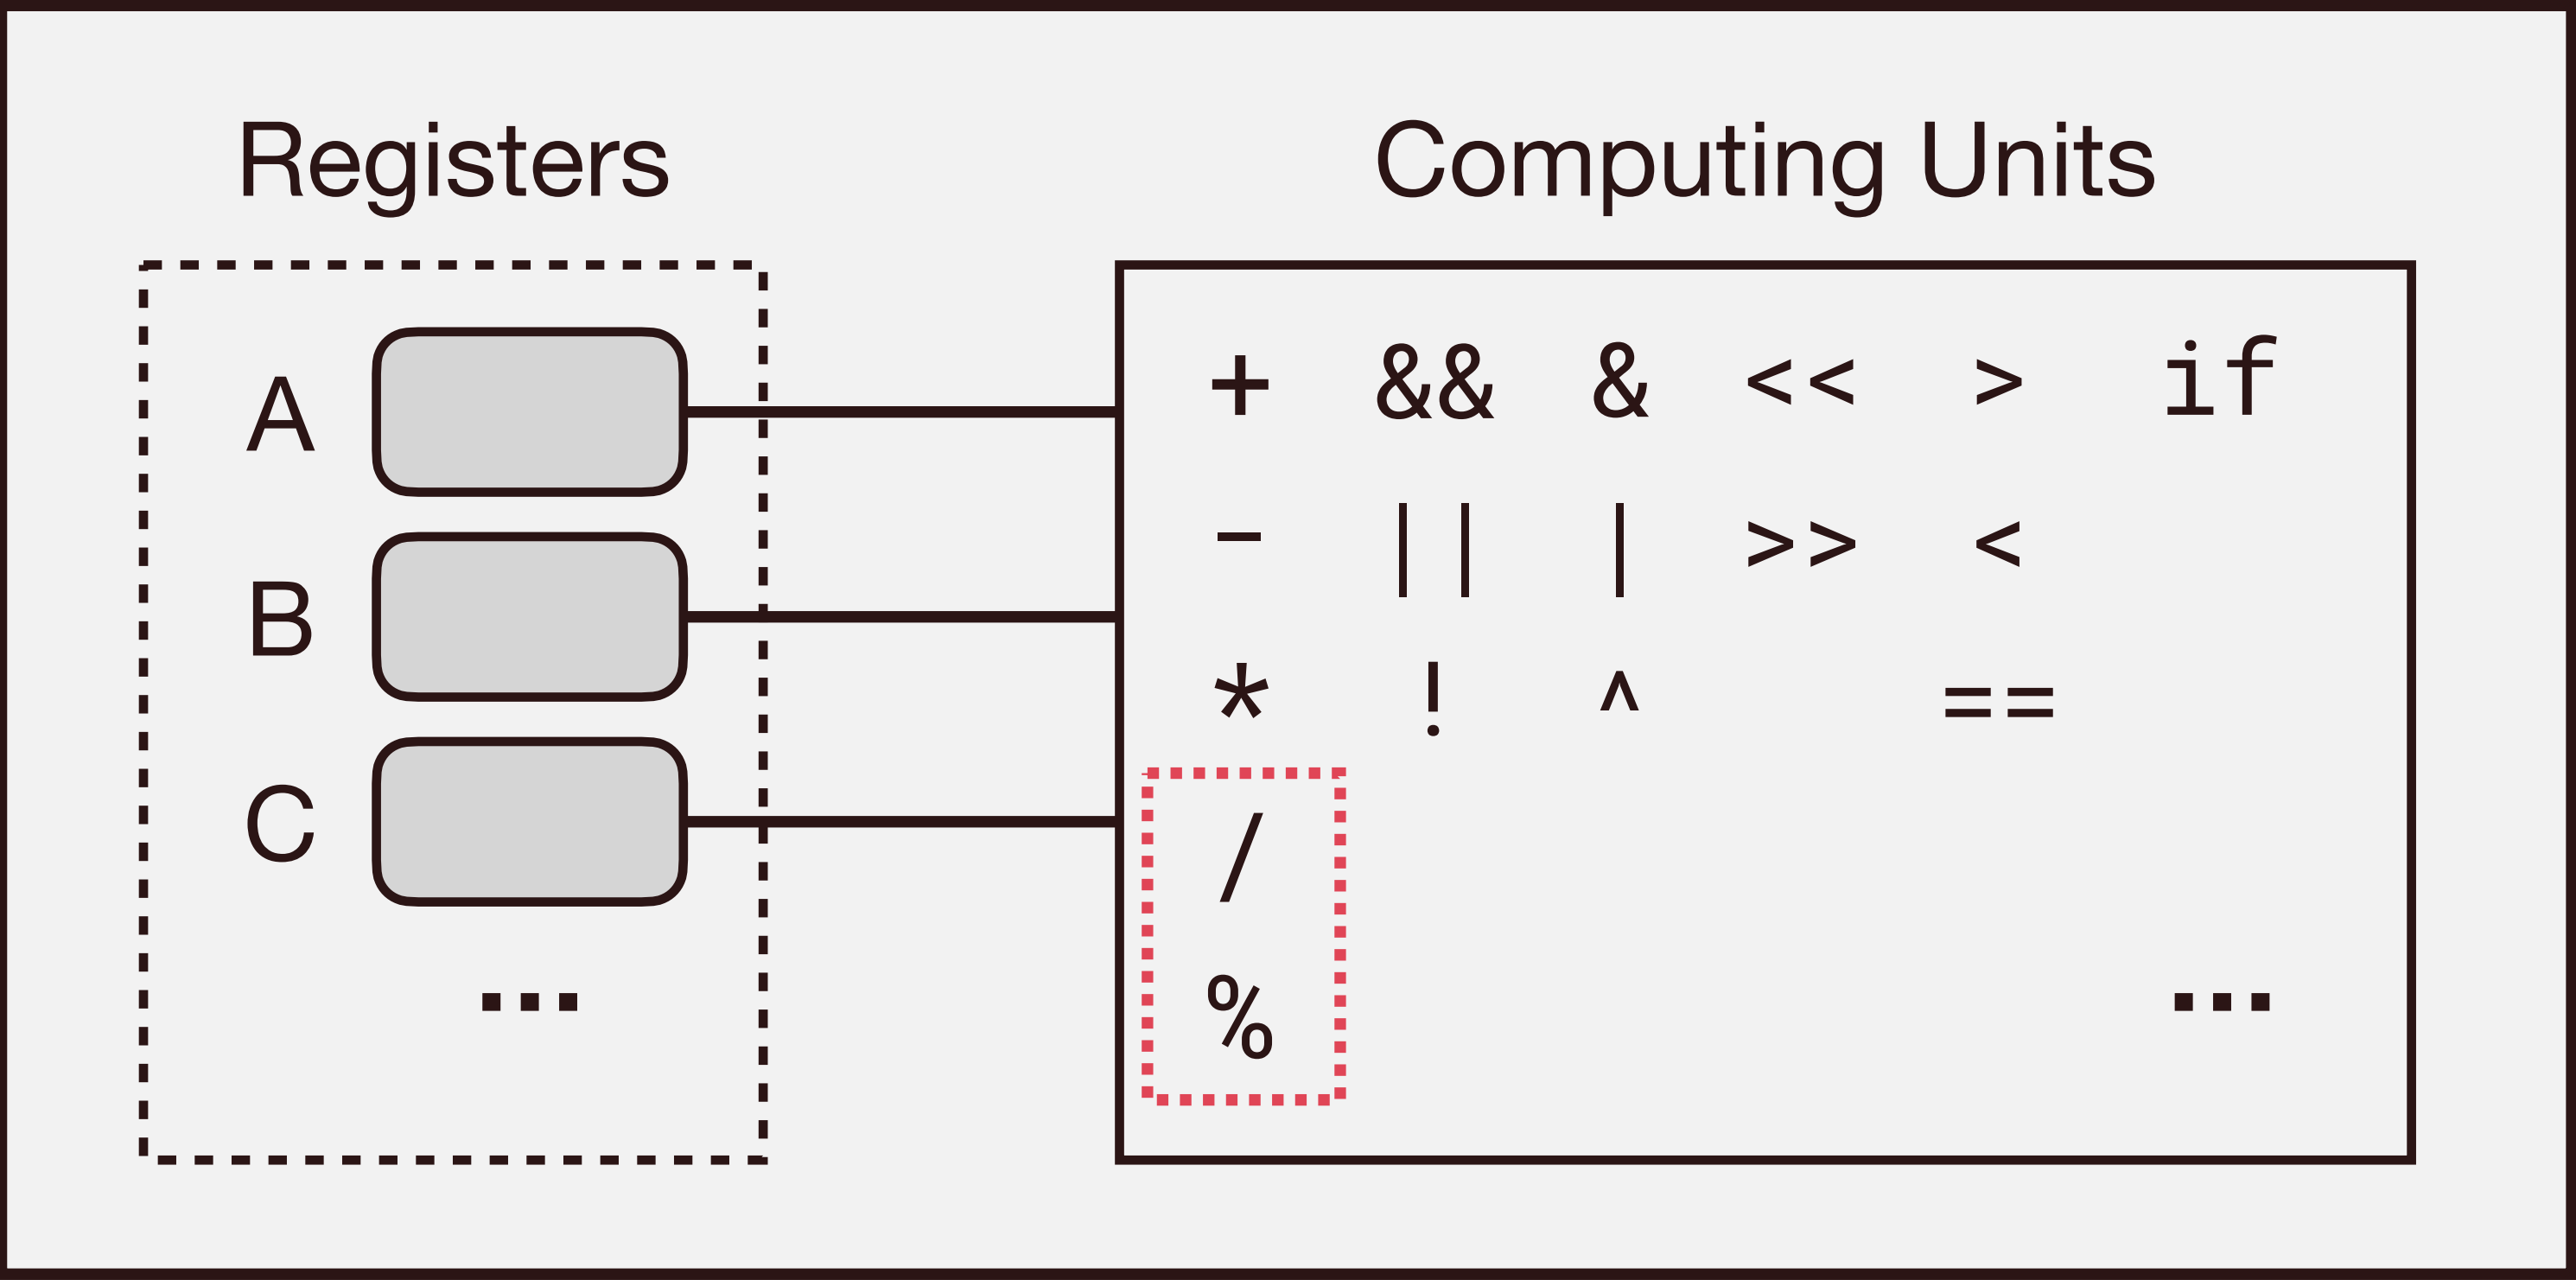 Registers
Computing Units
A
B
C
...
+ && & << > if
- || | >> <
* ! ^ ==
/
%
...